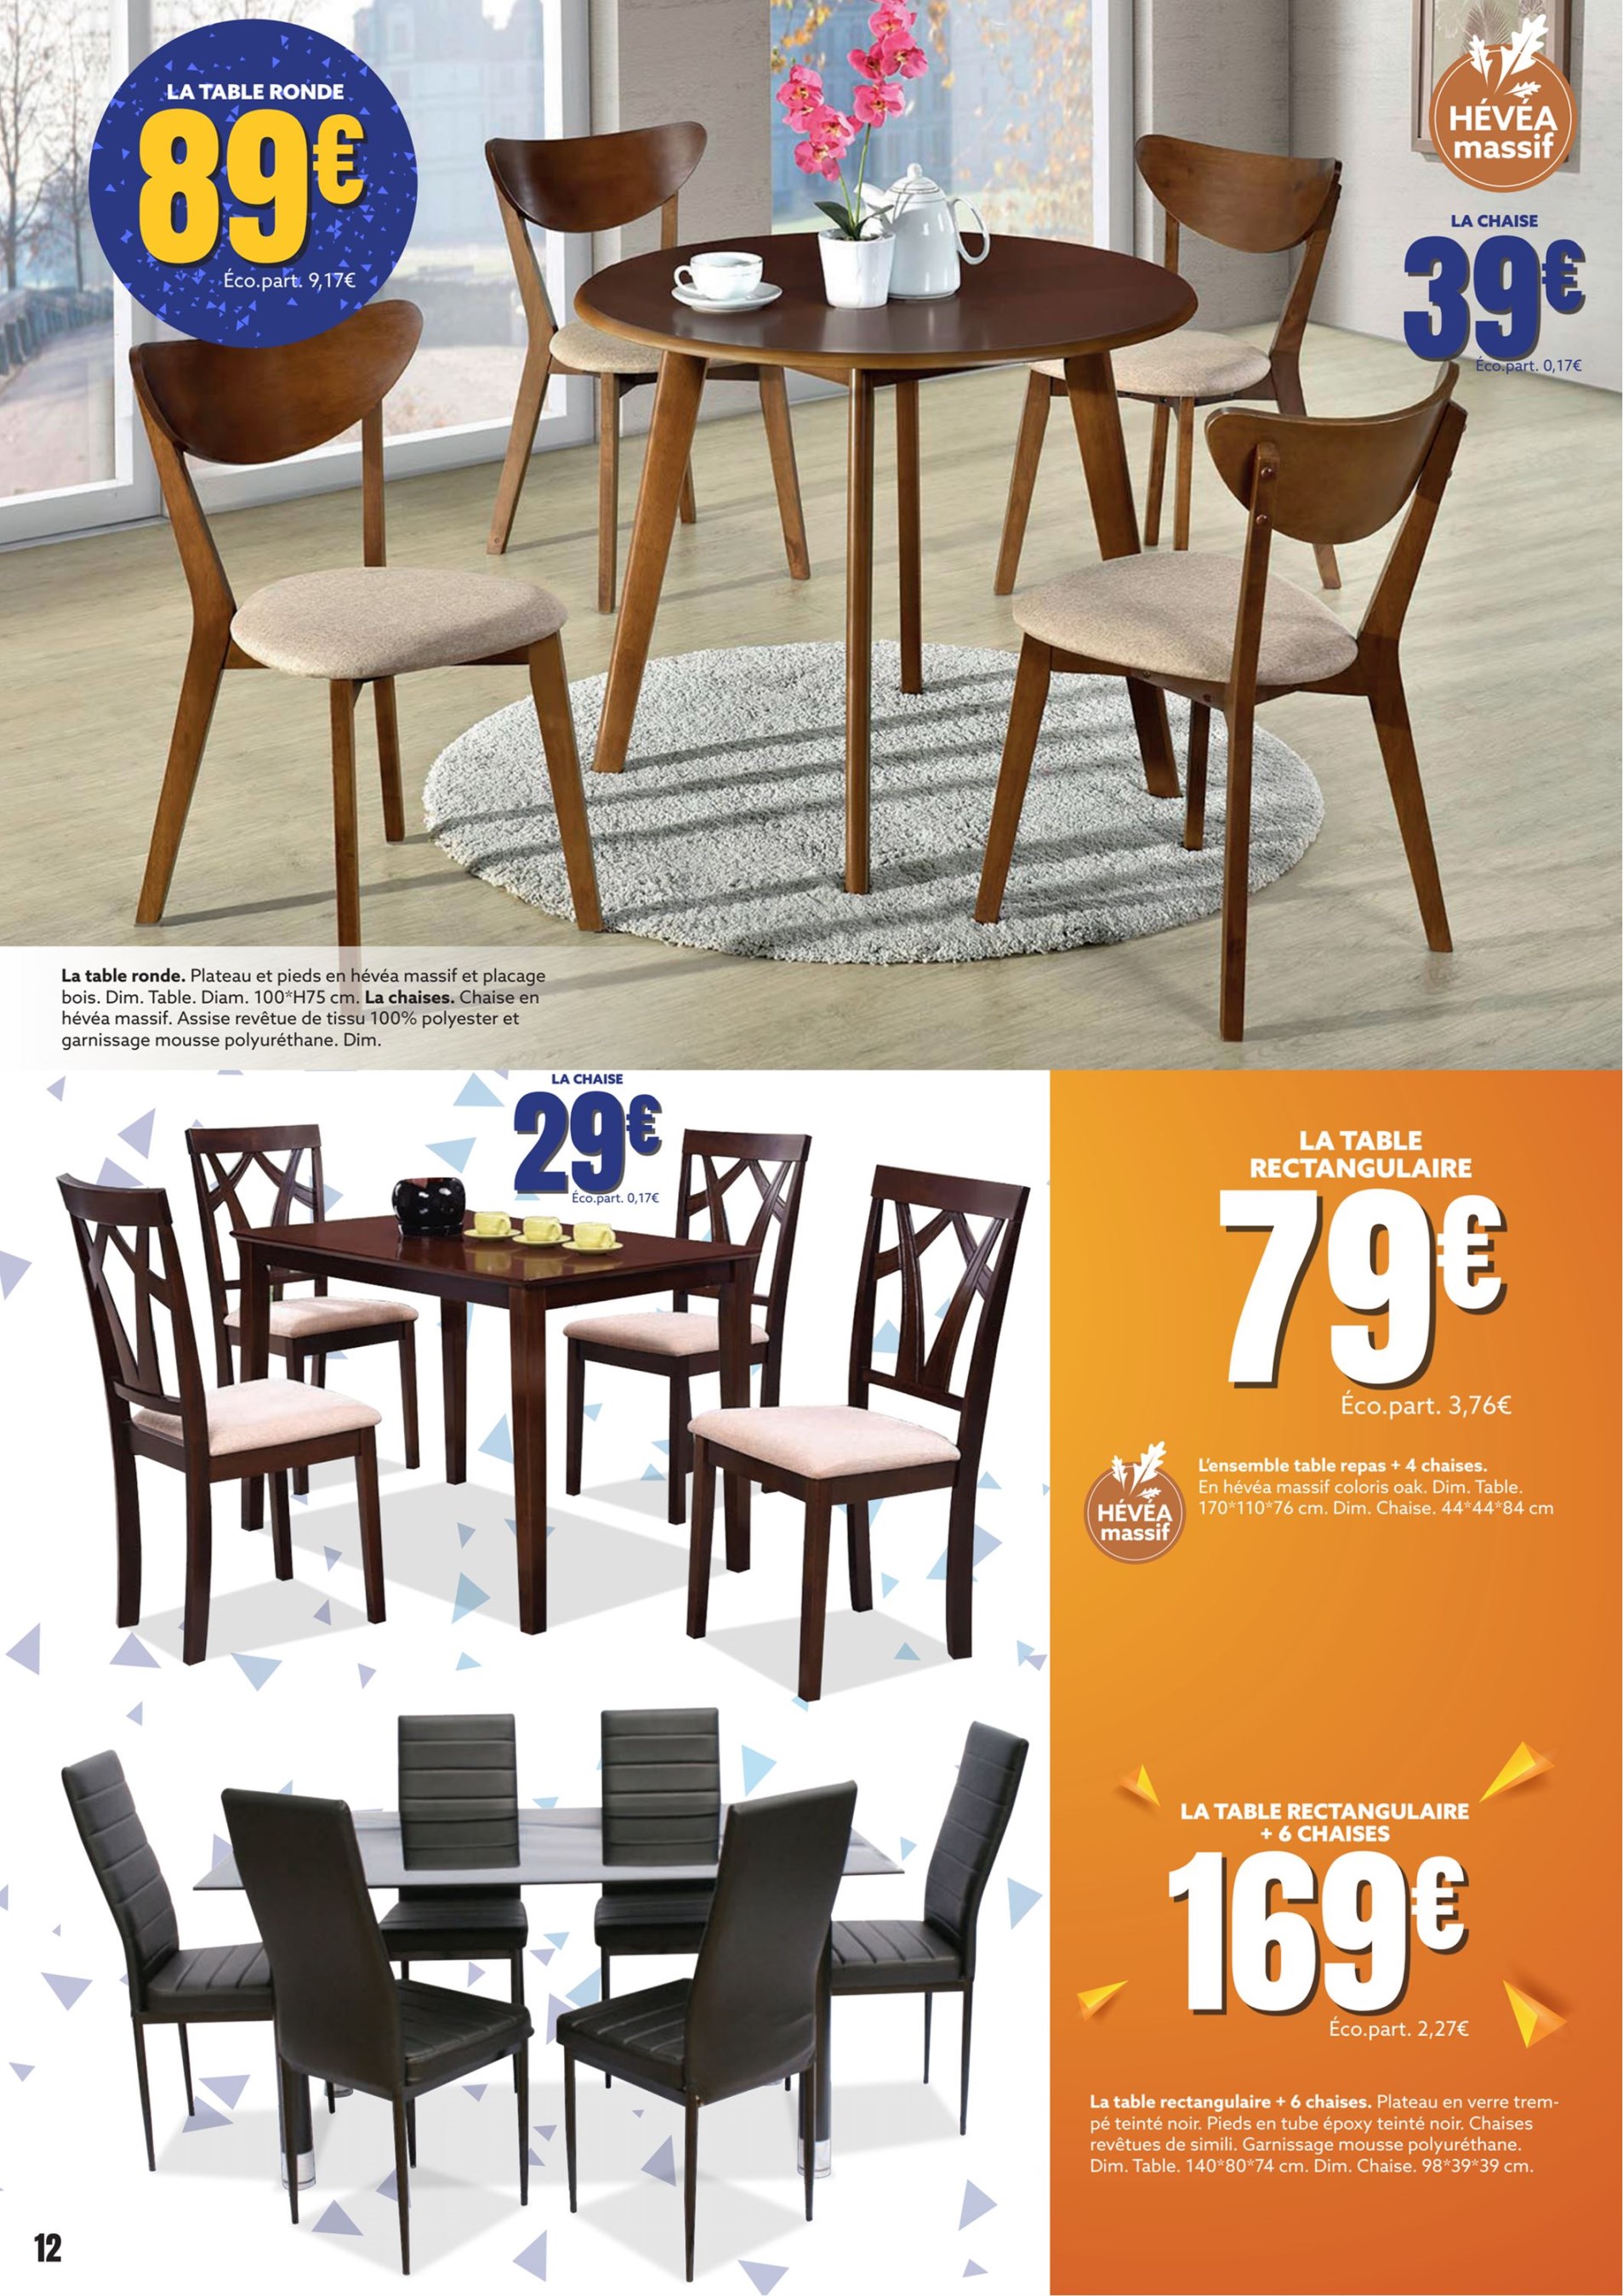 LA TABLE RONDE
89€
Éco.part. 9,17€
HÉVÉA
massif
LA CHAISE
39€
Éco.part. 0,17€
La table ronde. Plateau et pieds en hévéa massif et placage
bois. Dim. Table. Diam. 100*H75 cm. La chaises. Chaise en
hévéa massif. Assise revêtue de tissu 100% polyester et
garnissage mousse polyuréthane. Dim.
LA CHAISE
29€
Éco.part. 0,17€
LA TABLE
RECTANGULAIRE
79€
Éco.part. 3,76€
HÉVÉA
massif
L'ensemble table repas + 4 chaises.
En hévéa massif coloris oak. Dim. Table.
170*110*76 cm. Dim. Chaise. 44*44*84 cm
LA TABLE RECTANGULAIRE
+ 6 CHAISES
169€
Éco.part. 2,27€
La table rectangulaire + 6 chaises. Plateau en verre trem-
pé teinté noir. Pieds en tube époxy teinté noir. Chaises
revêtues de simili. Garnissage mousse polyuréthane.
Dim. Table. 140*80*74 cm. Dim. Chaise. 98*39*39 cm.
12